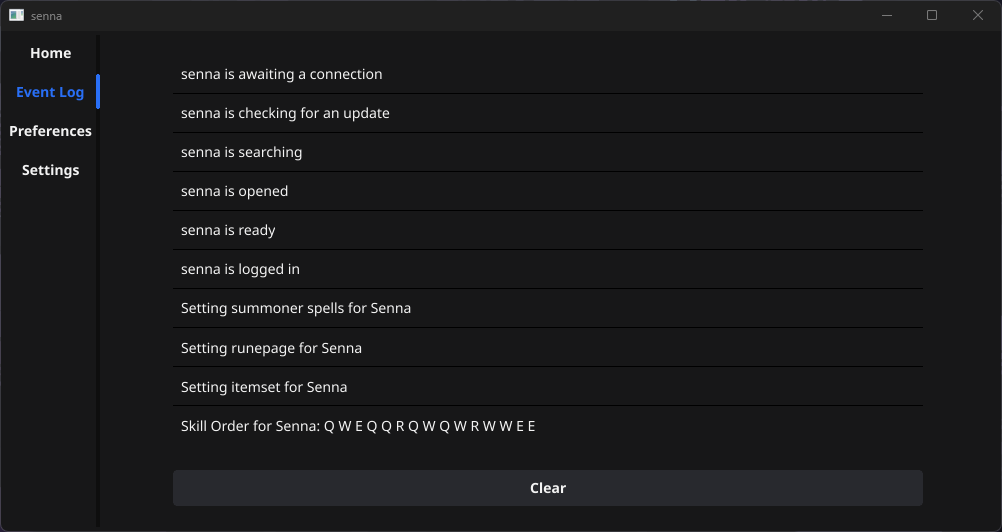 senna
Home
Event Log
Preferences
Settings
senna is awaiting a connection
senna is checking for an update
senna is searching
senna is opened
senna is ready
senna is logged in
Setting summoner spells for Senna
Setting runepage for Senna
Setting itemset for Senna
Skill Order for Senna: Q W E Q Q R Q W Q W R W W E E
Clear